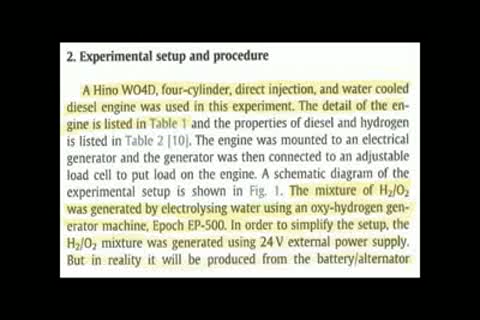 2. Experimental setup and procedure
A Hino WO4D, four-cylinder, direct injection, and water cooled
diesel engine was used in this experiment. The detail of the en-
gine is listed in Table 1 and the properties of diesel and hydrogen
is listed in Table 2 [10]. The engine was mounted to an electrical
generator and the generator was then connected to an adjustable
load cell to put load on the engine. A schematic diagram of the
experimental setup is shown in Fig. 1. The mixture of H₂/O₂
was generated by electrolysing water using an oxy-hydrogen gen-
erator machine, Epoch EP-500. In order to simplify the setup, the
H₂/O₂ mixture was generated using 24 V external power supply.
But in reality it will be produced from the battery/alternator